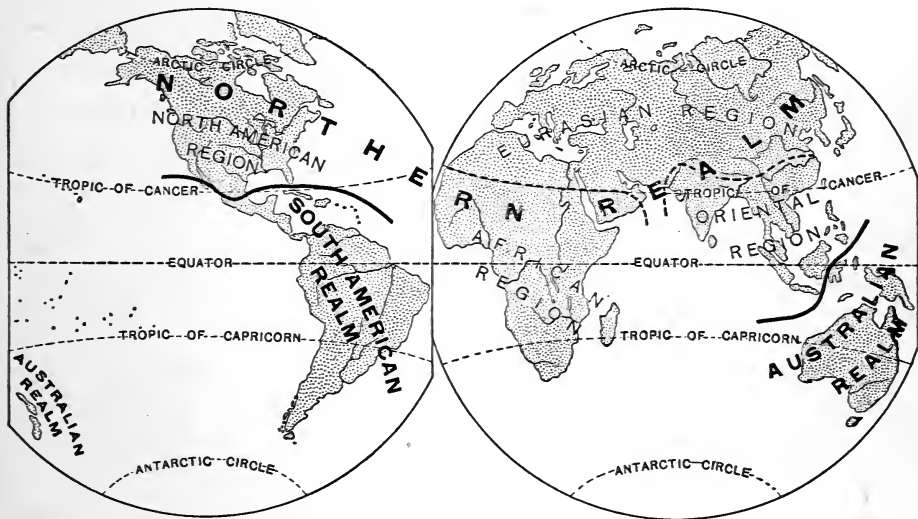 ARCTIC CIRCLE
NORTHERN REALM
NORTH AMERICAN
REGION
TROPIC OF CANCER
SOUTH AMERICAN
REALM
EQUATOR
TROPIC OF CAPRICORN
AUSTRALIAN
REALM
ANTARCTIC CIRCLE
ARCTIC CIRCLE
EURASIAN REGION
TROPIC OF CANCER
ORIENTAL
REGION
AFRICAN
REGION
EQUATOR
TROPIC OF CAPRICORN
AUSTRALIAN
REALM
ANTARCTIC CIRCLE